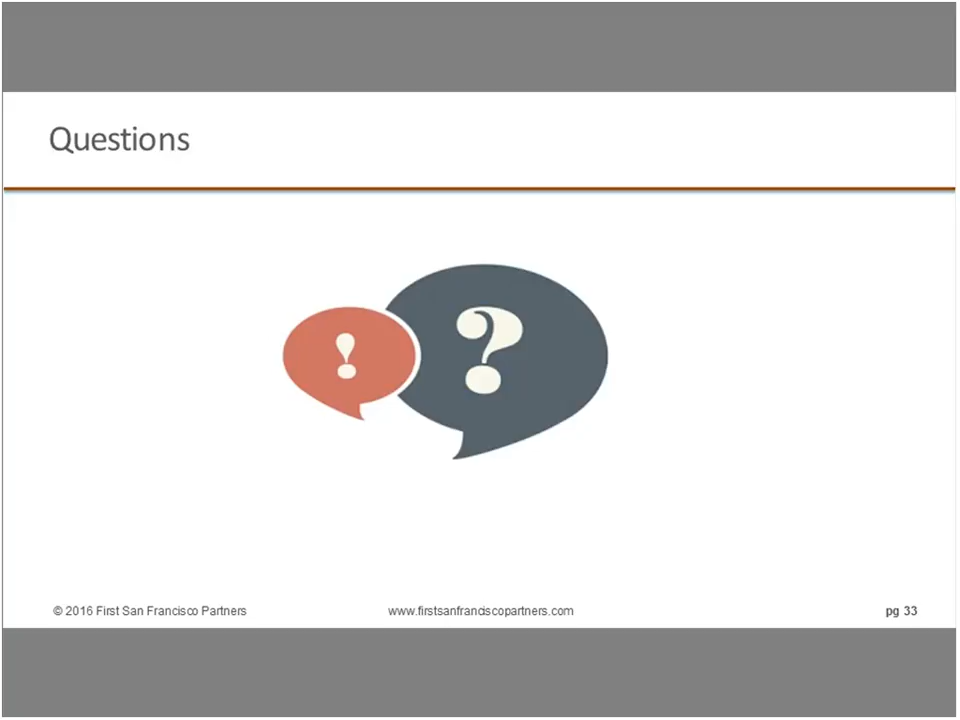 Questions
!
?
© 2016 First San Francisco Partners
www.firstsanfranciscopartners.com
pg 33